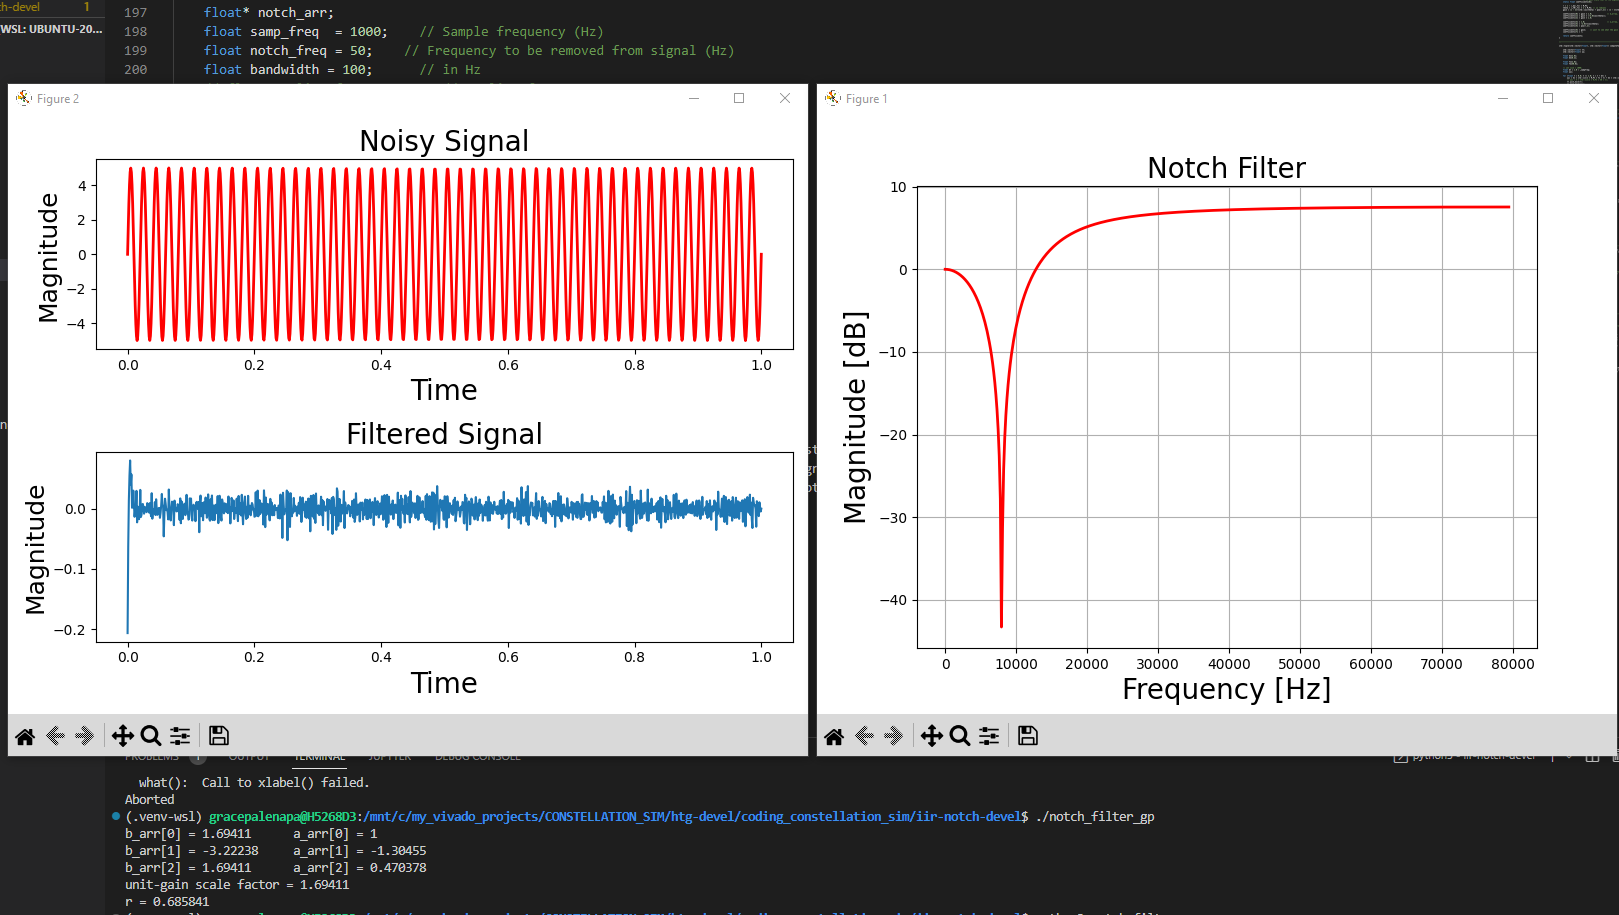 ch-devel 1
WSL: UBUNTU-20...
197 float* notch_arr;
198 float samp_freq = 1000; // Sample frequency (Hz)
199 float notch_freq = 50; // Frequency to be removed from signal (Hz)
200 float bandwidth = 100; // in Hz
Figure 2
Noisy Signal
Magnitude
4
2
0
−2
−4
0.0 0.2 0.4 0.6 0.8 1.0
Time
Filtered Signal
Magnitude
0.0
−0.1
−0.2
0.0 0.2 0.4 0.6 0.8 1.0
Time
Figure 1
Notch Filter
Magnitude [dB]
10
0
−10
−20
−30
−40
0 10000 20000 30000 40000 50000 60000 70000 80000
Frequency [Hz]
PROBLEMS OUTPUT TERMINAL JUPYTER DEBUG CONSOLE
python3 - iir-notch-devel
what(): Call to xlabel() failed.
Aborted
(.venv-wsl) gracepalenapa@H5268D3:/mnt/c/my_vivado_projects/CONSTELLATION_SIM/htg-devel/coding_constellation_sim/iir-notch-devel$ ./notch_filter_gp
b_arr[0] = 1.69411 a_arr[0] = 1
b_arr[1] = -3.22238 a_arr[1] = -1.30455
b_arr[2] = 1.69411 a_arr[2] = 0.470378
unit-gain scale factor = 1.69411
r = 0.685841